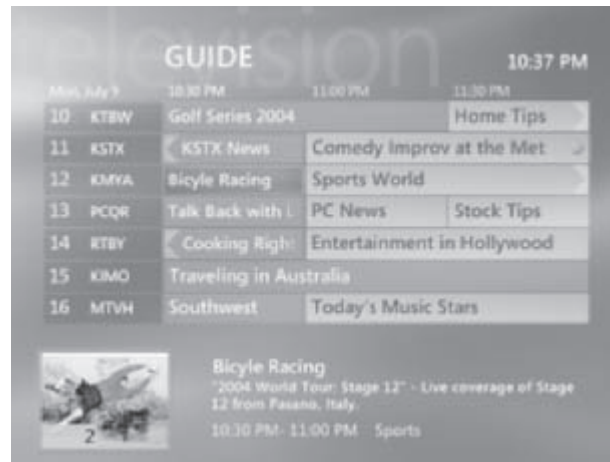 television
GUIDE 10:37 PM
Mon, July 5 10:30 PM 11:00 PM 11:30 PM
10 KTBW Golf Series 2004 Home Tips
11 KSTX KSTX News Comedy Improv at the Met
12 KMYA Bicyle Racing Sports World
13 PCQR Talk Back with L PC News Stock Tips
14 RTBY Cooking Righ Entertainment in Hollywood
15 KIMO Traveling in Australia
16 MTVH Southwest Today's Music Stars
Bicyle Racing
"2004 World Tour: Stage 12" - Live coverage of Stage
12 from Pasano, Italy.
10:30 PM- 11:00 PM Sports
2